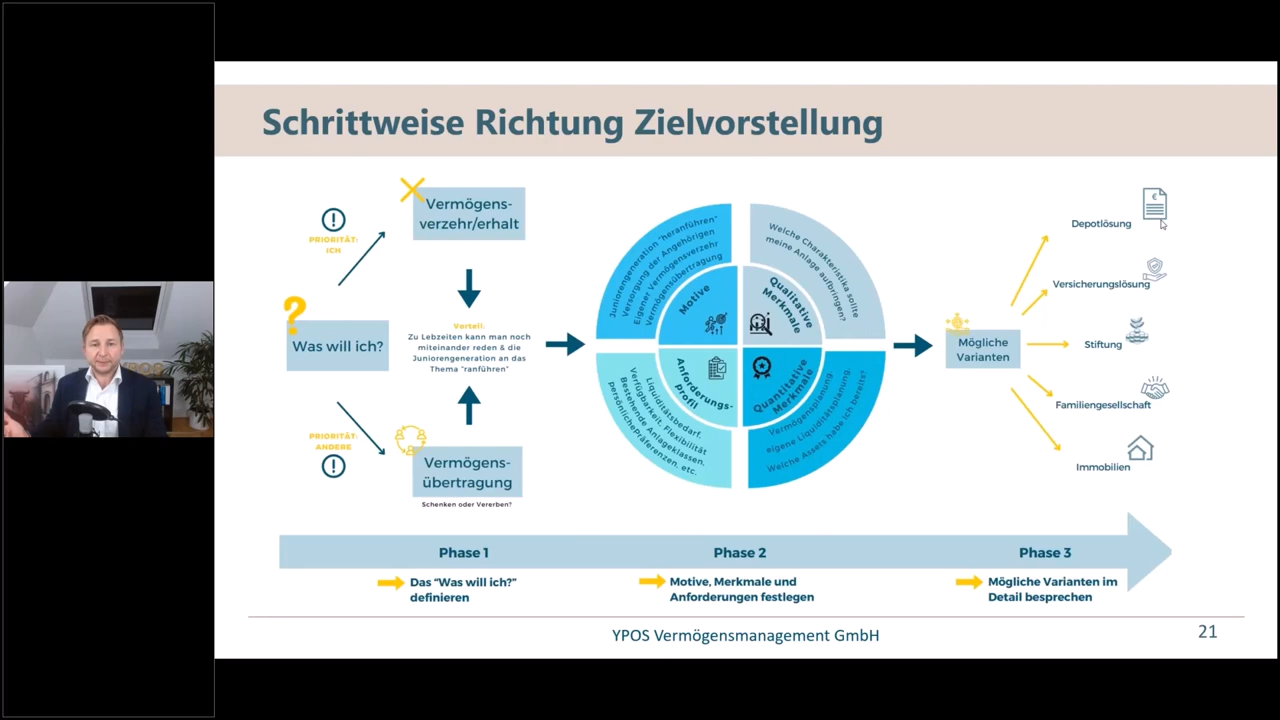 Schrittweise Richtung Zielvorstellung
PRIORITÄT:
ICH
Vermögens-
verzehr/erhalt
?
Was will ich?
Vorteil:
Zu Lebzeiten kann man noch
miteinander reden & die
Juniorengeneration an das
Thema "ranführen"
PRIORITÄT:
ANDERE
Vermögens-
übertragung
Schenken oder Vererben?
Juniorengeneration "heranführen"
Versorgung der Angehörigen
Eigener Vermögensverzehr
Vermögensübertragung
Motive
Welche Charakteristika sollte
meine Anlage aufbringen?
Qualitative
Merkmale
Anforderungs-
profil
Liquiditätsbedarf,
Verfügbarkeit, Flexibilität
Bestehende Anlageklassen,
persönlichePräferenzen, etc.
Quantitative
Merkmale
Vermögensplanung
eigene Liquiditätsplanung,
Welche Assets habe ich bereits?
Mögliche
Varianten
€
Depotlösung
Versicherungslösung
Stiftung
Familiengesellschaft
Immobilien
Phase 1
Phase 2
Phase 3
Das "Was will ich?"
definieren
Motive, Merkmale und
Anforderungen festlegen
Mögliche Varianten im
Detail besprechen
YPOS Vermögensmanagement GmbH
21